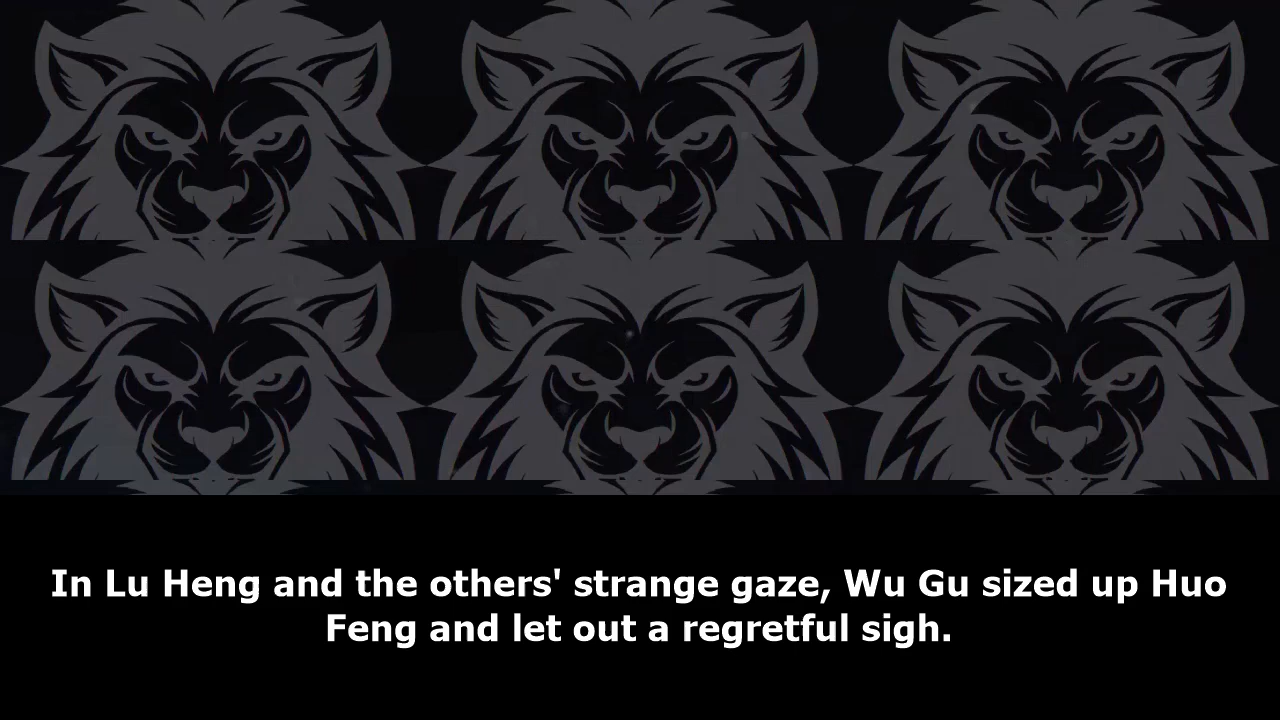 In Lu Heng and the others' strange gaze, Wu Gu sized up Huo
Feng and let out a regretful sigh.